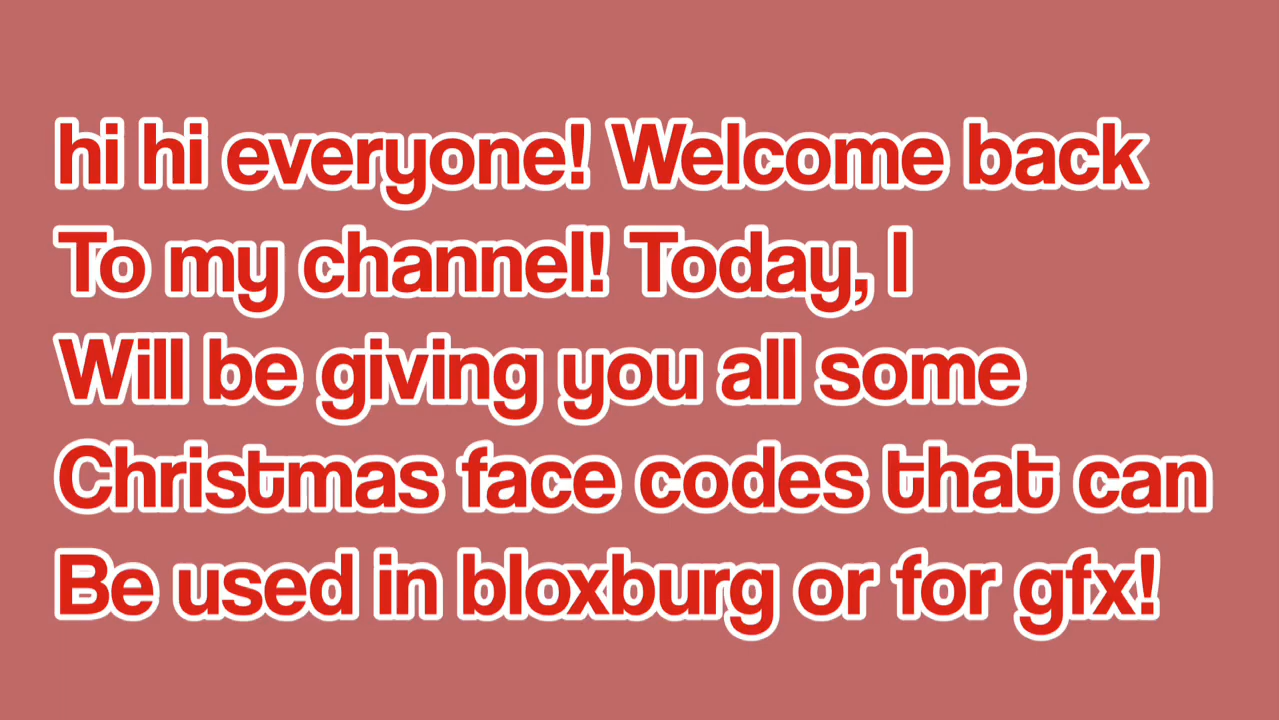 hi hi everyone! Welcome back
To my channel! Today, I
Will be giving you all some
Christmas face codes that can
Be used in bloxburg or for gfx!